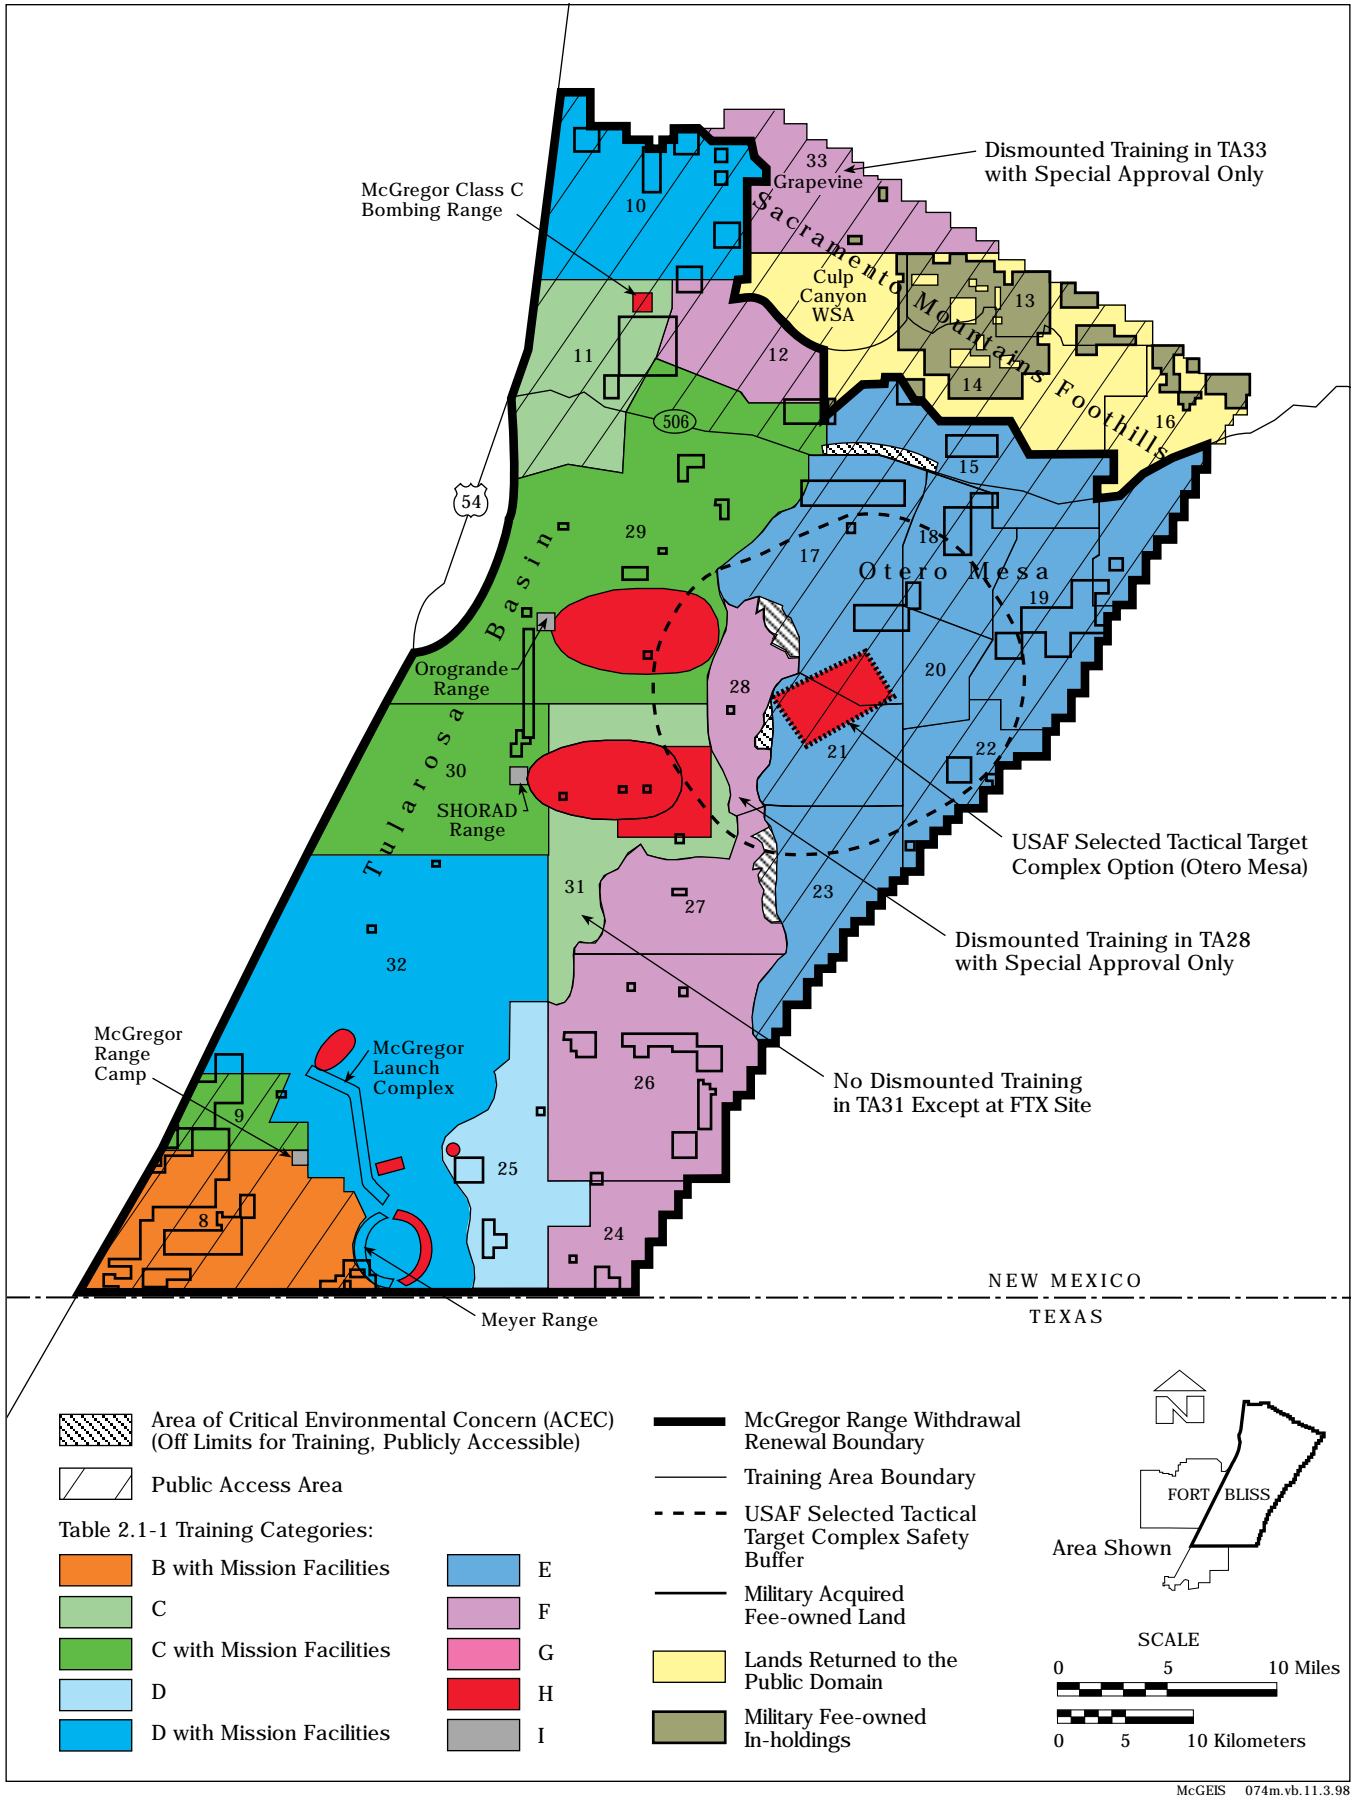 Dismounted Training in TA33
with Special Approval Only
McGregor Class C
Bombing Range
33
Grapevine
10
Sacramento Mountains Foothills
Culp
Canyon
WSA
13
11
12
14
16
506
15
54
29
17
18
Otero Mesa
19
Tularosa Basin
Orogrande
Range
28
20
21
22
30
SHORAD
Range
USAF Selected Tactical Target
Complex Option (Otero Mesa)
31
27
23
Dismounted Training in TA28
with Special Approval Only
32
McGregor
Range
Camp
McGregor
Launch
Complex
26
No Dismounted Training
in TA31 Except at FTX Site
9
25
8
24
NEW MEXICO
TEXAS
Meyer Range
Area of Critical Environmental Concern (ACEC)
(Off Limits for Training, Publicly Accessible)
Public Access Area
Table 2.1-1 Training Categories:
B with Mission Facilities
C
C with Mission Facilities
D
D with Mission Facilities
E
F
G
H
I
McGregor Range Withdrawal
Renewal Boundary
Training Area Boundary
USAF Selected Tactical
Target Complex Safety
Buffer
Military Acquired
Fee-owned Land
Lands Returned to the
Public Domain
Military Fee-owned
In-holdings
N
FORT BLISS
Area Shown
SCALE
0 5 10 Miles
0 5 10 Kilometers
McGEIS 074m.yb.11.3.98